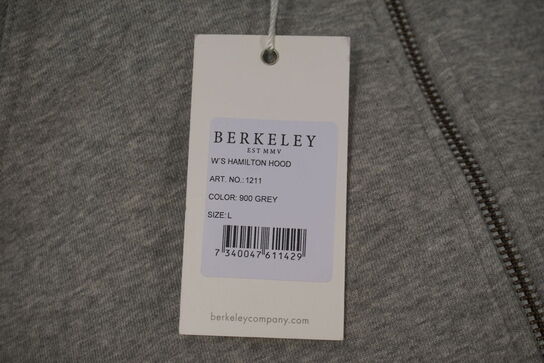 BERKELEY
EST MMV
W'S HAMILTON HOOD
ART. NO.: 1211
COLOR: 900 GREY
SIZE: L
7 340047 611429
berkeleycompany.com